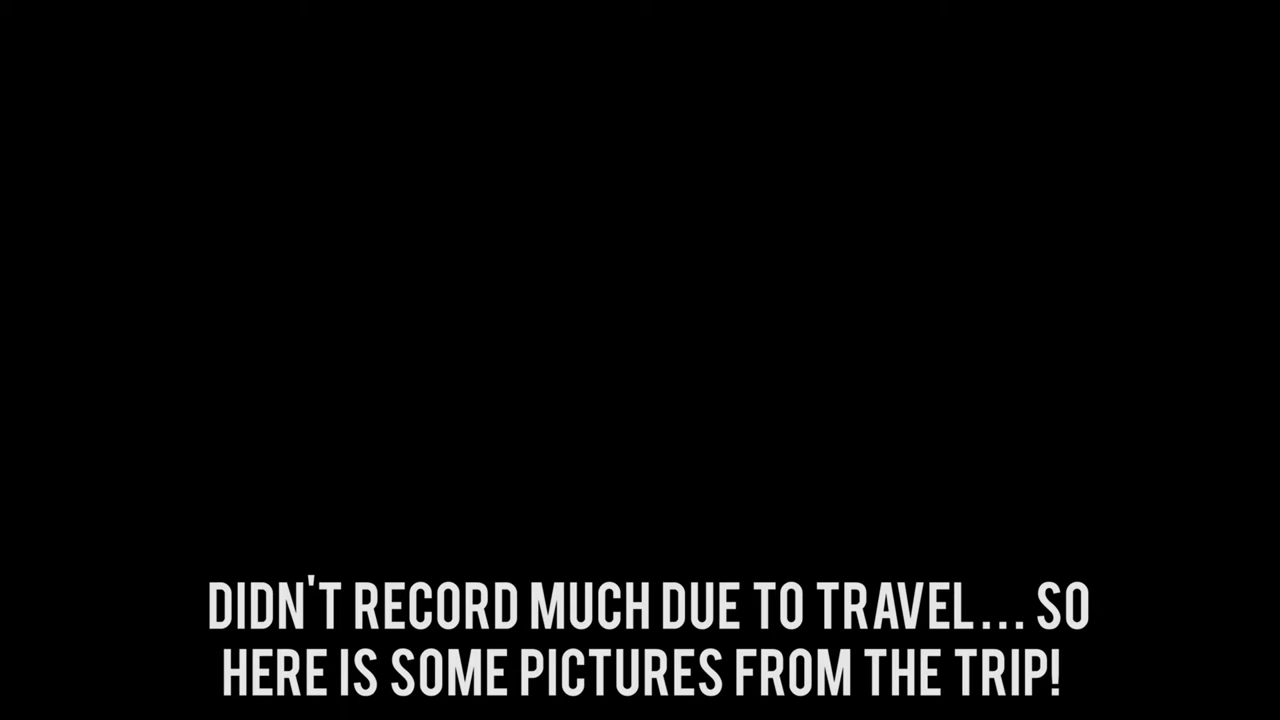 DIDN'T RECORD MUCH DUE TO TRAVEL... SO
HERE IS SOME PICTURES FROM THE TRIP!